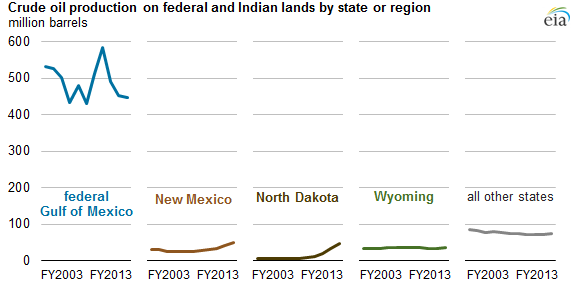 Crude oil production on federal and Indian lands by state or region
million barrels
eia
600
500
400
300
200
100
0
federal
Gulf of Mexico
New Mexico
North Dakota
Wyoming
all other states
FY2003 FY2013
FY2003 FY2013
FY2003 FY2013
FY2003 FY2013
FY2003 FY2013